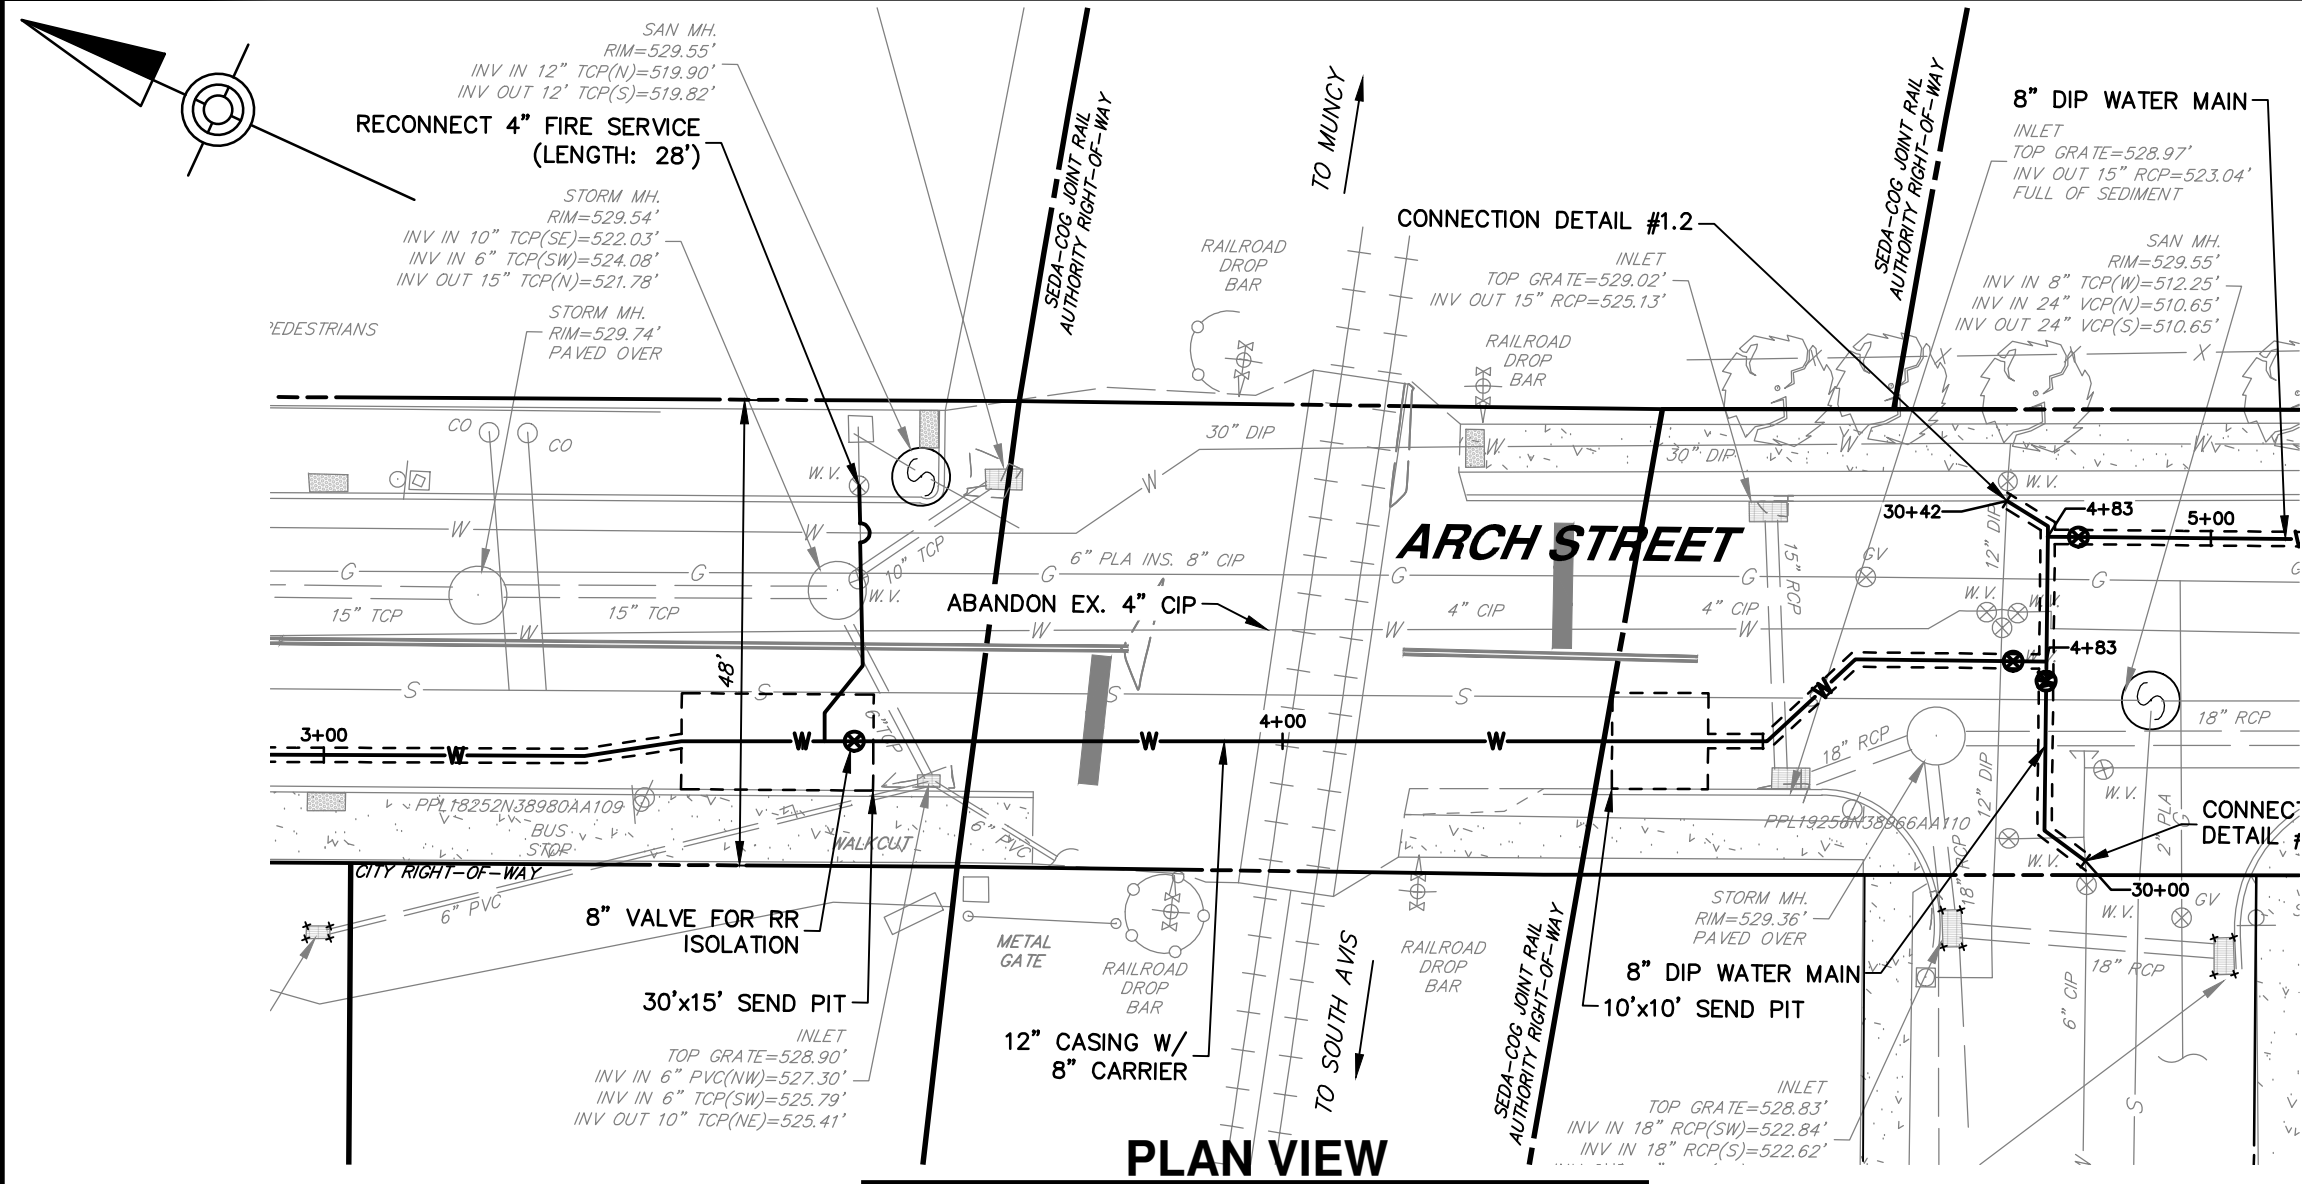 SAN MH.
RIM=529.55'
INV IN 12" TCP(N)=519.90'
INV OUT 12' TCP(S)=519.82'
RECONNECT 4" FIRE SERVICE
(LENGTH: 28')
STORM MH.
RIM=529.54'
INV IN 10" TCP(SE)=522.03'
INV IN 6" TCP(SW)=524.08'
INV OUT 15" TCP(N)=521.78'
STORM MH.
RIM=529.74'
PAVED OVER
PEDESTRIANS
SEDA-COG JOINT RAIL
AUTHORITY RIGHT-OF-WAY
TO MUNCY
RAILROAD
DROP
BAR
CONNECTION DETAIL #1.2
INLET
TOP GRATE=529.02'
INV OUT 15" RCP=525.13'
RAILROAD
DROP
BAR
SEDA-COG JOINT RAIL
AUTHORITY RIGHT-OF-WAY
8" DIP WATER MAIN
INLET
TOP GRATE=528.97'
INV OUT 15" RCP=523.04'
FULL OF SEDIMENT
SAN MH.
RIM=529.55'
INV IN 8" TCP(W)=512.25'
INV IN 24" VCP(N)=510.65'
INV OUT 24" VCP(S)=510.65'
X
X
X
X
CO
CO
W.V.
30" DIP
W
30" DIP
W
W
W
W.V.
W
W
W
10" TCP
ARCH STREET
30+42
12" DIP
4+83
5+00
G
G
G
6" PLA INS. 8" CIP
G
G
15" RCP
GV
G
G
15" TCP
15" TCP
W.V.
ABANDON EX. 4" CIP
4" CIP
4" CIP
W.V.
W.V.
W
W
W
W
4+83
48'
S
S
S
S
W
18" RCP
6" TCP
3+00
W
W
W
4+00
W
18" RCP
12" DIP
W.V.
2" PLA
G
PPL18252N38980AA109
BUS
STOP
WALKCUT
6" PVC
PPL19256N38966AA110
CONNECT
DETAIL #
W.V.
CITY RIGHT-OF-WAY
6" PVC
18" RCP
30+00
W.V.
GV
8" VALVE FOR RR
ISOLATION
METAL
GATE
RAILROAD
DROP
BAR
TO SOUTH AVIS
RAILROAD
DROP
BAR
SEDA-COG JOINT RAIL
AUTHORITY RIGHT-OF-WAY
STORM MH.
RIM=529.36'
PAVED OVER
8" DIP WATER MAIN
10'x10' SEND PIT
18" RCP
6" CIP
30'x15' SEND PIT
INLET
TOP GRATE=528.90'
INV IN 6" PVC(NW)=527.30'
INV IN 6" TCP(SW)=525.79'
INV OUT 10" TCP(NE)=525.41'
12" CASING W/
8" CARRIER
INLET
TOP GRATE=528.83'
INV IN 18" RCP(SW)=522.84'
INV IN 18" RCP(S)=522.62'
S
W
PLAN VIEW